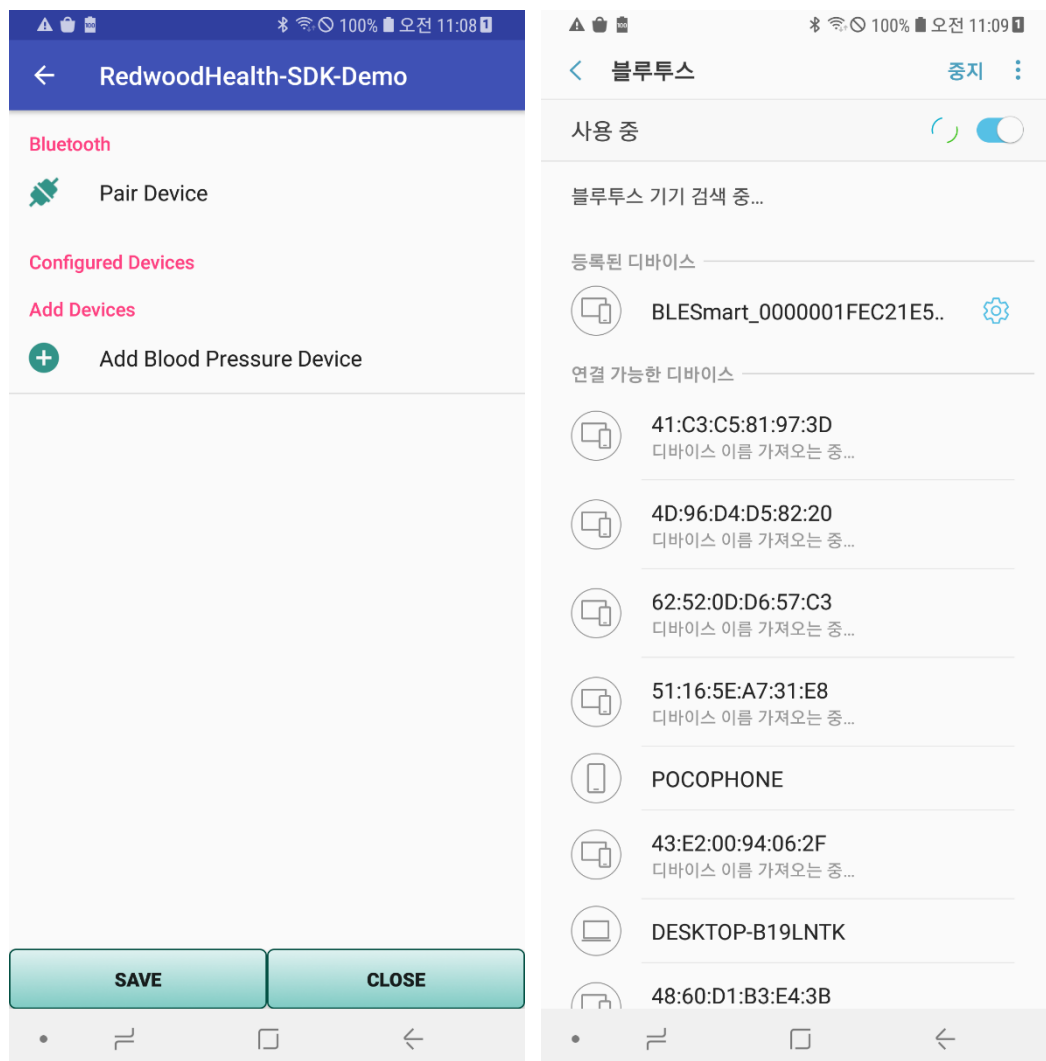 100% 오전 11:08 1
RedwoodHealth-SDK-Demo
Bluetooth
Pair Device
Configured Devices
Add Devices
Add Blood Pressure Device
SAVE
CLOSE
100% 오전 11:09 1
블루투스
중지
사용 중
블루투스 기기 검색 중...
등록된 디바이스
BLESmart_0000001FEC21E5..
연결 가능한 디바이스
41:C3:C5:81:97:3D
디바이스 이름 가져오는 중...
4D:96:D4:D5:82:20
디바이스 이름 가져오는 중...
62:52:0D:D6:57:C3
디바이스 이름 가져오는 중...
51:16:5E:A7:31:E8
디바이스 이름 가져오는 중...
POCOPHONE
43:E2:00:94:06:2F
디바이스 이름 가져오는 중...
DESKTOP-B19LNTK
48:60:D1:B3:E4:3B